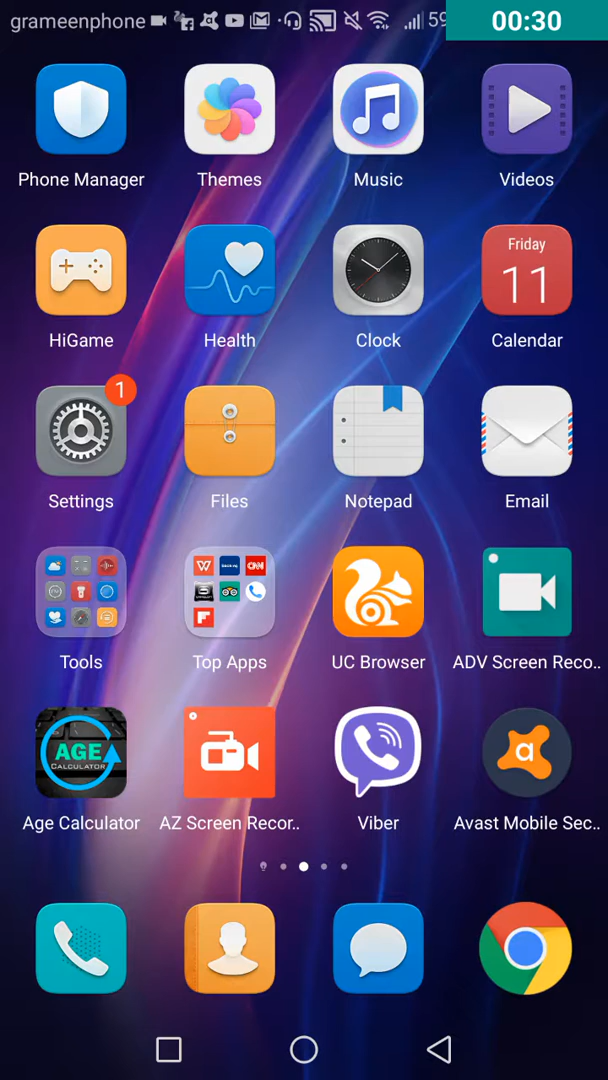 grameenphone 59 00:30
Phone Manager Themes Music Videos
Friday
11
HiGame Health Clock Calendar
1
Settings Files Notepad Email
W CNN
Tools Top Apps UC Browser ADV Screen Reco..
AGE
CALCULATOR
Age Calculator AZ Screen Recor.. Viber Avast Mobile Sec..